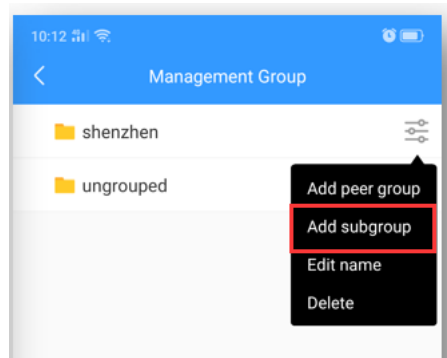 10:12
Management Group
shenzhen
ungrouped
Add peer group
Add subgroup
Edit name
Delete